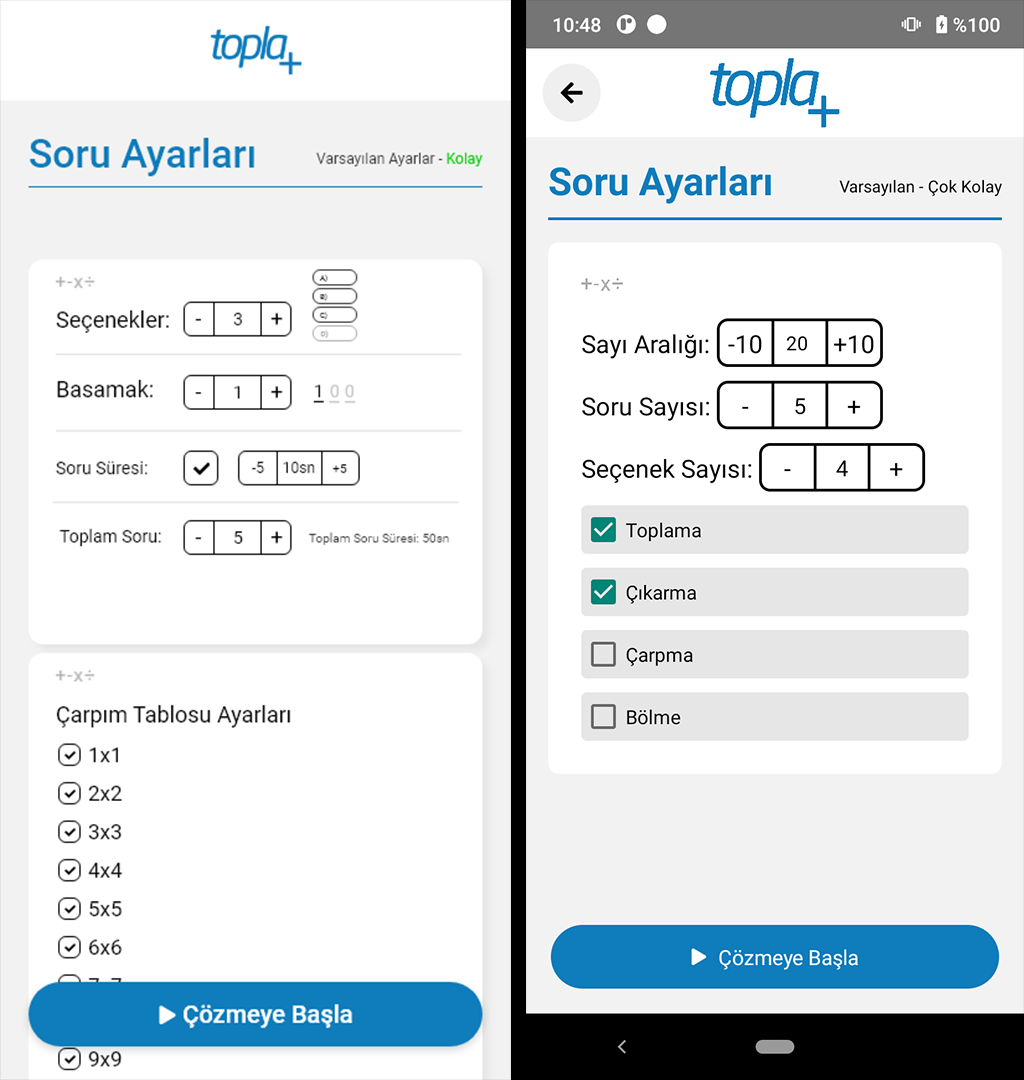 topla+
Soru Ayarları
Varsayılan Ayarlar - Kolay
+-x÷
Seçenekler: - 3 +
A)
B)
C)
D)
Basamak: - 1 + 1 0 0
Soru Süresi: -5 10sn +5
Toplam Soru: - 5 + Toplam Soru Süresi: 50sn
+-x÷
Çarpım Tablosu Ayarları
1x1
2x2
3x3
4x4
5x5
6x6
Çözmeye Başla
9x9
10:48 %100
topla+
Soru Ayarları
Varsayılan - Çok Kolay
+-x÷
Sayı Aralığı: -10 20 +10
Soru Sayısı: - 5 +
Seçenek Sayısı: - 4 +
Toplama
Çıkarma
Çarpma
Bölme
Çözmeye Başla